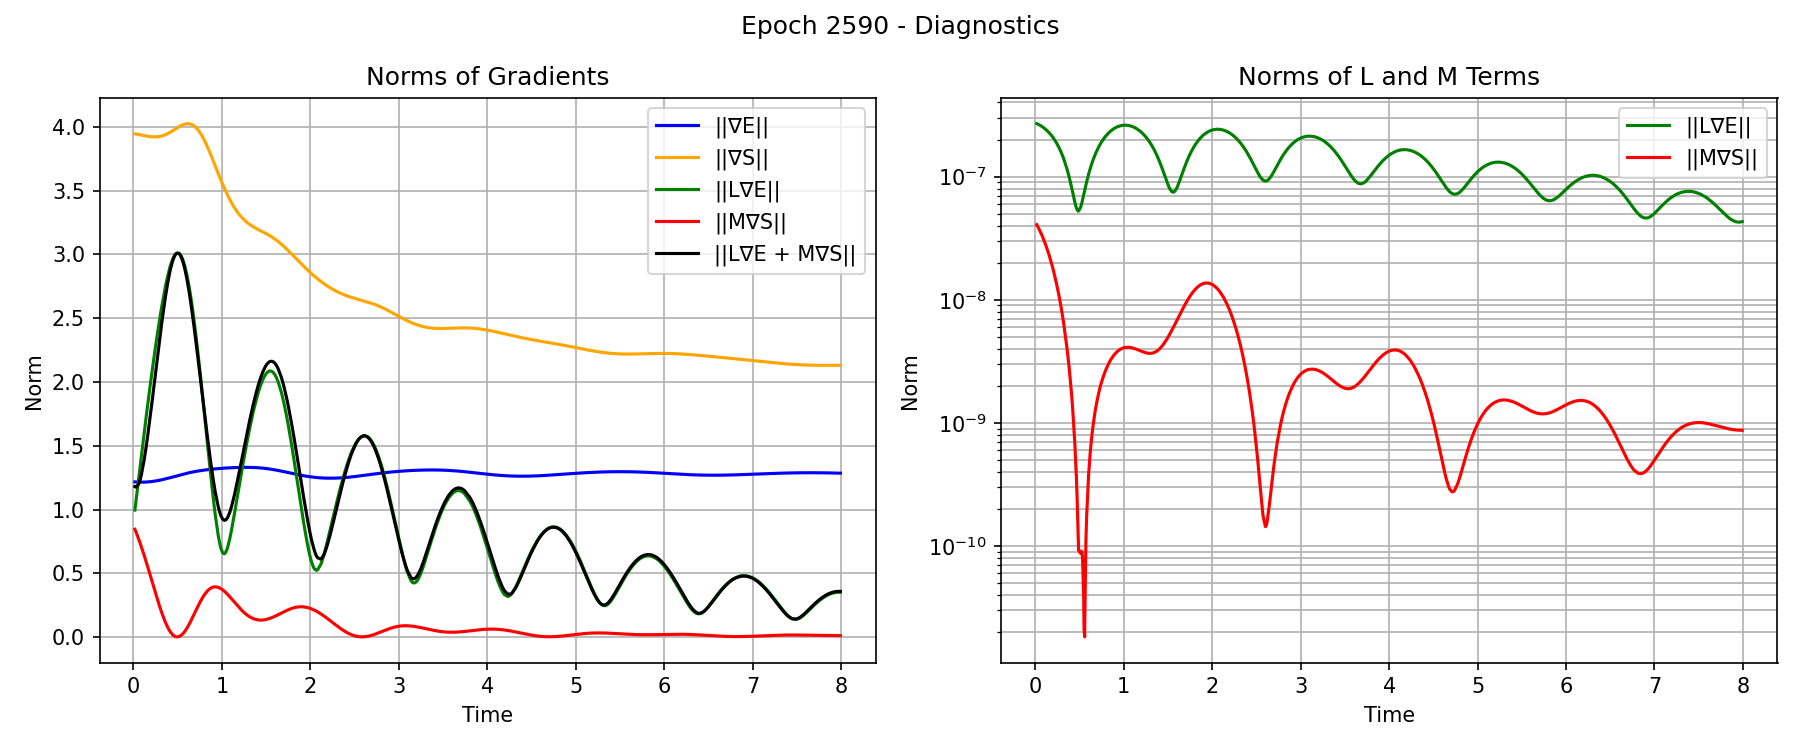 Epoch 2590 - Diagnostics
Norms of Gradients
Norm
4.0
3.5
3.0
2.5
2.0
1.5
1.0
0.5
0.0
||∇E||
||∇S||
||L∇E||
||M∇S||
||L∇E + M∇S||
0 1 2 3 4 5 6 7 8
Time
Norms of L and M Terms
Norm
10⁻⁷
10⁻⁸
10⁻⁹
10⁻¹⁰
||L∇E||
||M∇S||
0 1 2 3 4 5 6 7 8
Time